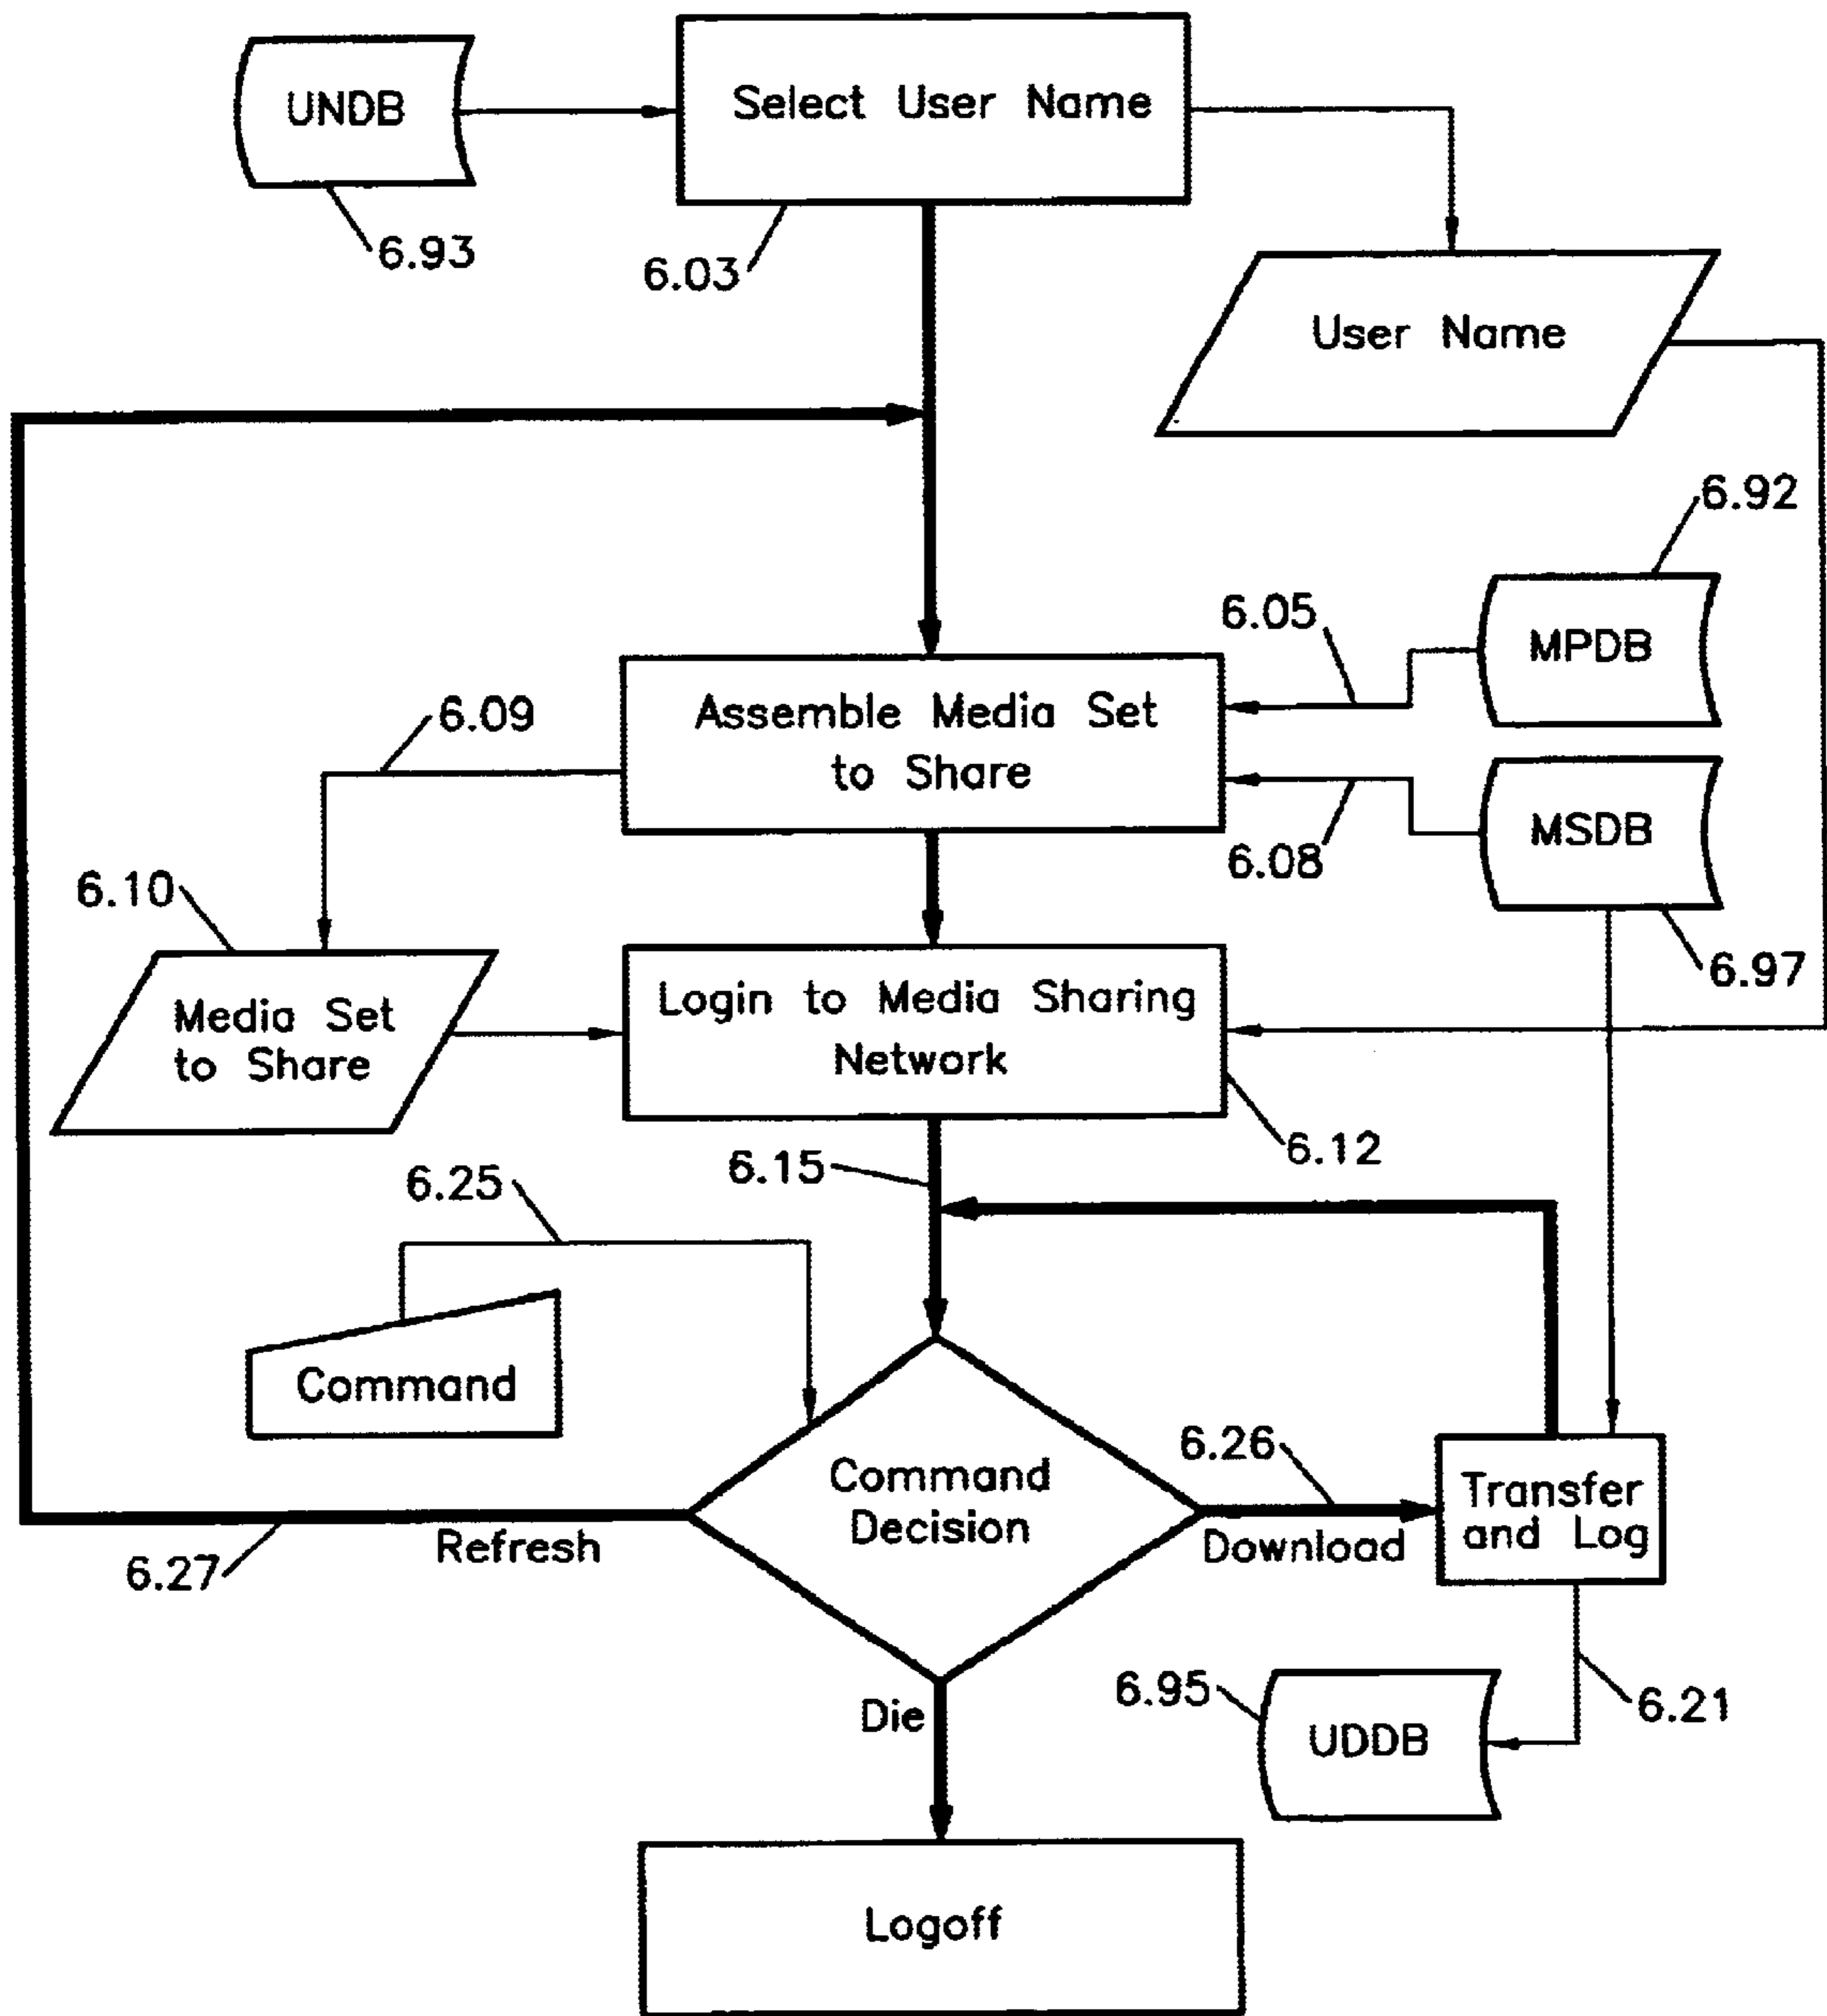 UNDB
Select User Name
6.93
6.03
User Name
6.92
6.05
MPDB
Assemble Media Set
to Share
6.09
MSDB
6.08
6.10
6.97
Media Set
to Share
Login to Media Sharing
Network
6.12
6.15
6.25
Command
Command
Decision
6.26
Transfer
and Log
Refresh
Download
6.27
6.95
6.21
Die
UDDB
Logoff